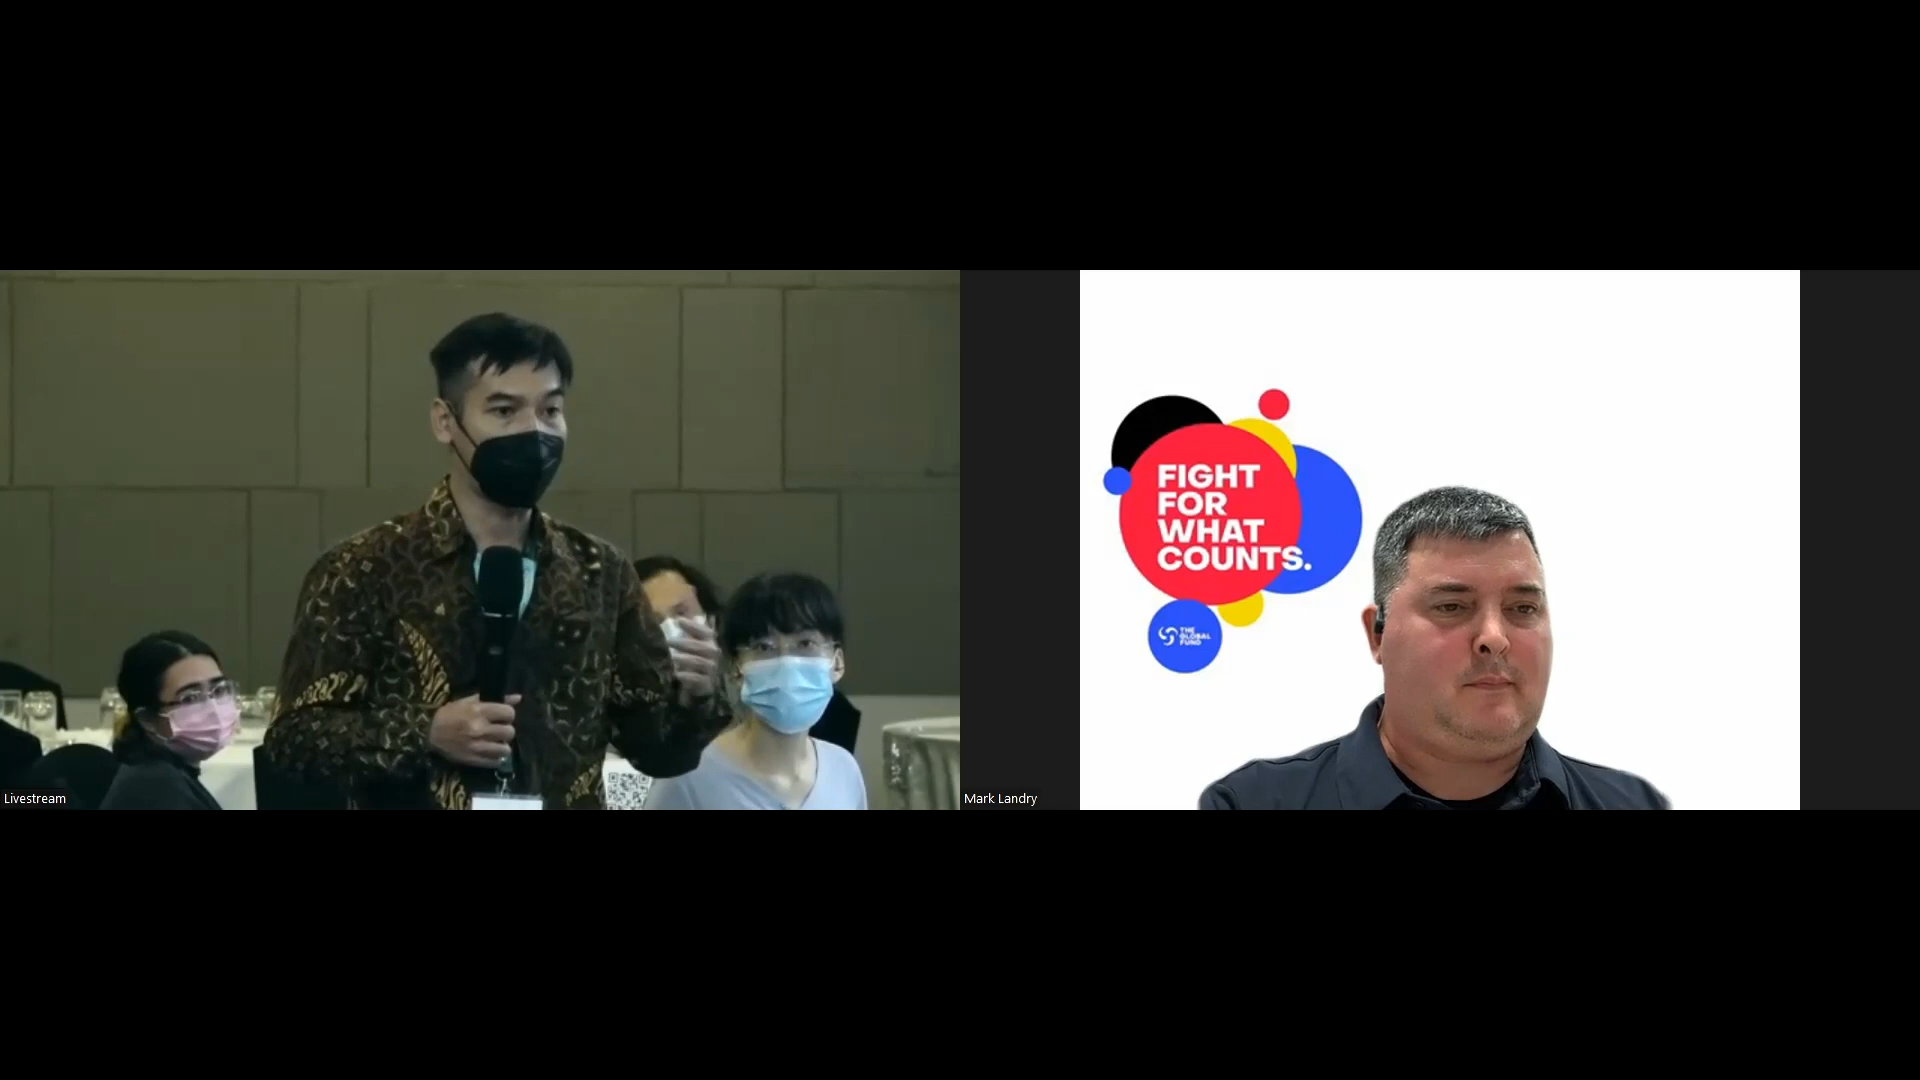 FIGHT
FOR
WHAT
COUNTS.
THE
GLOBAL
FUND
Livestream
Mark Landry